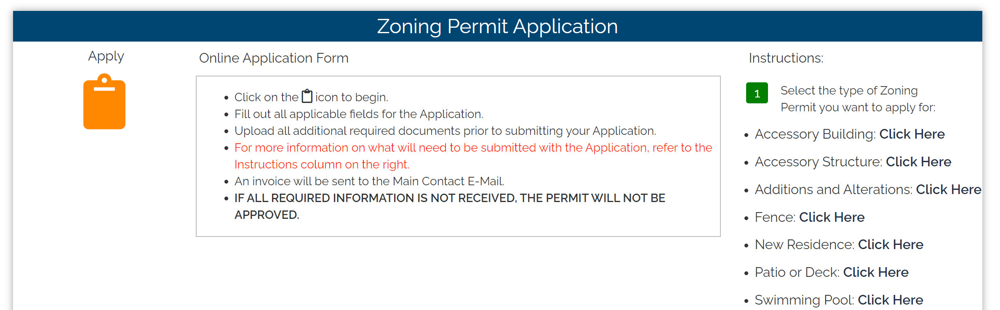 Zoning Permit Application
Apply
Online Application Form
Click on the icon to begin.
Fill out all applicable fields for the Application.
Upload all additional required documents prior to submitting your Application.
For more information on what will need to be submitted with the Application, refer to the
Instructions column on the right.
An invoice will be sent to the Main Contact E-Mail.
IF ALL REQUIRED INFORMATION IS NOT RECEIVED, THE PERMIT WILL NOT BE
APPROVED.
Instructions:
1
Select the type of Zoning
Permit you want to apply for:
Accessory Building: Click Here
Accessory Structure: Click Here
Additions and Alterations: Click Here
Fence: Click Here
New Residence: Click Here
Patio or Deck: Click Here
Swimming Pool: Click Here